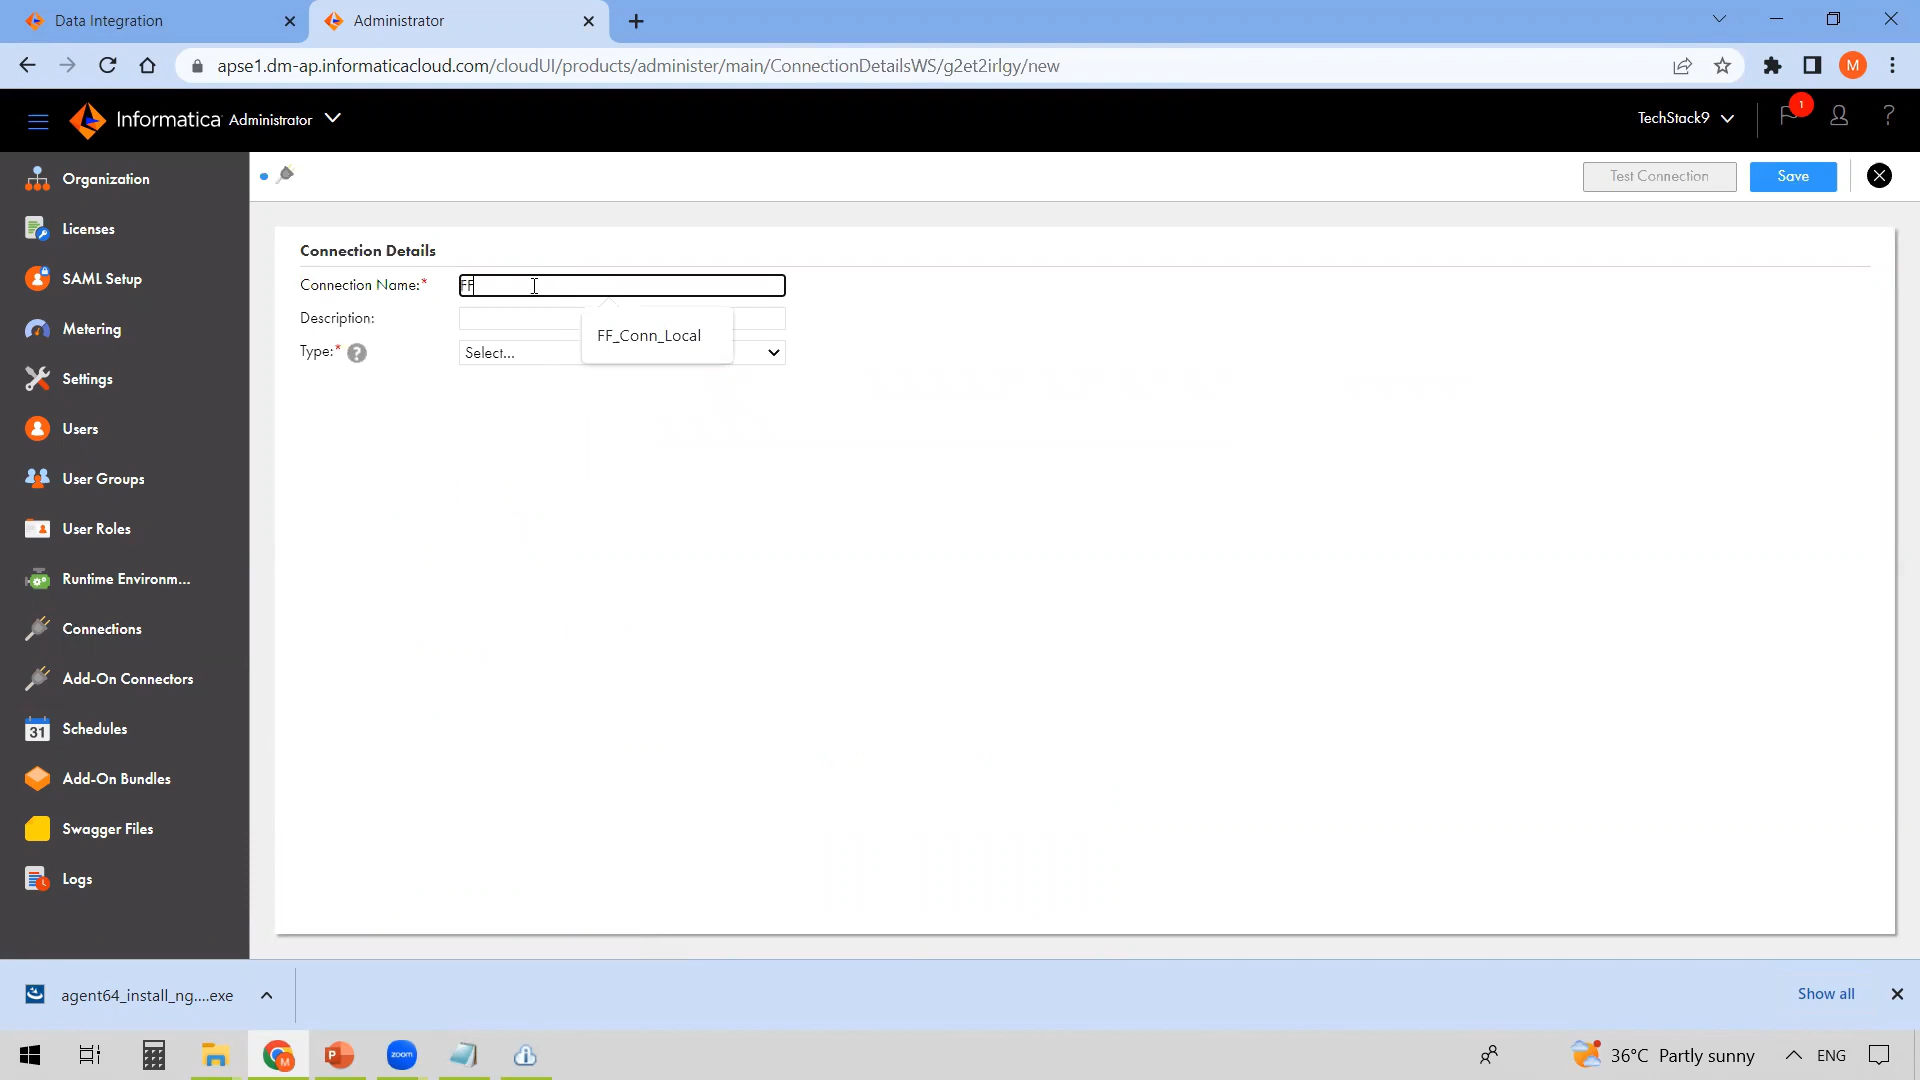 Data Integration
Administrator
apse1.dm-ap.informaticacloud.com/cloudUI/products/administer/main/ConnectionDetailsWS/g2et2irlgy/new
M
Informatica Administrator
TechStack9
1
?
Organization
Licenses
SAML Setup
Metering
Settings
Users
User Groups
User Roles
Runtime Environm...
Connections
Add-On Connectors
31 Schedules
Add-On Bundles
Swagger Files
Logs
Test Connection
Save
Connection Details
Connection Name:* FF
Description:
FF_Conn_Local
Type:* ? Select...
agent64_install_ng....exe
Show all
M
P
zoom
36°C Partly sunny
ENG